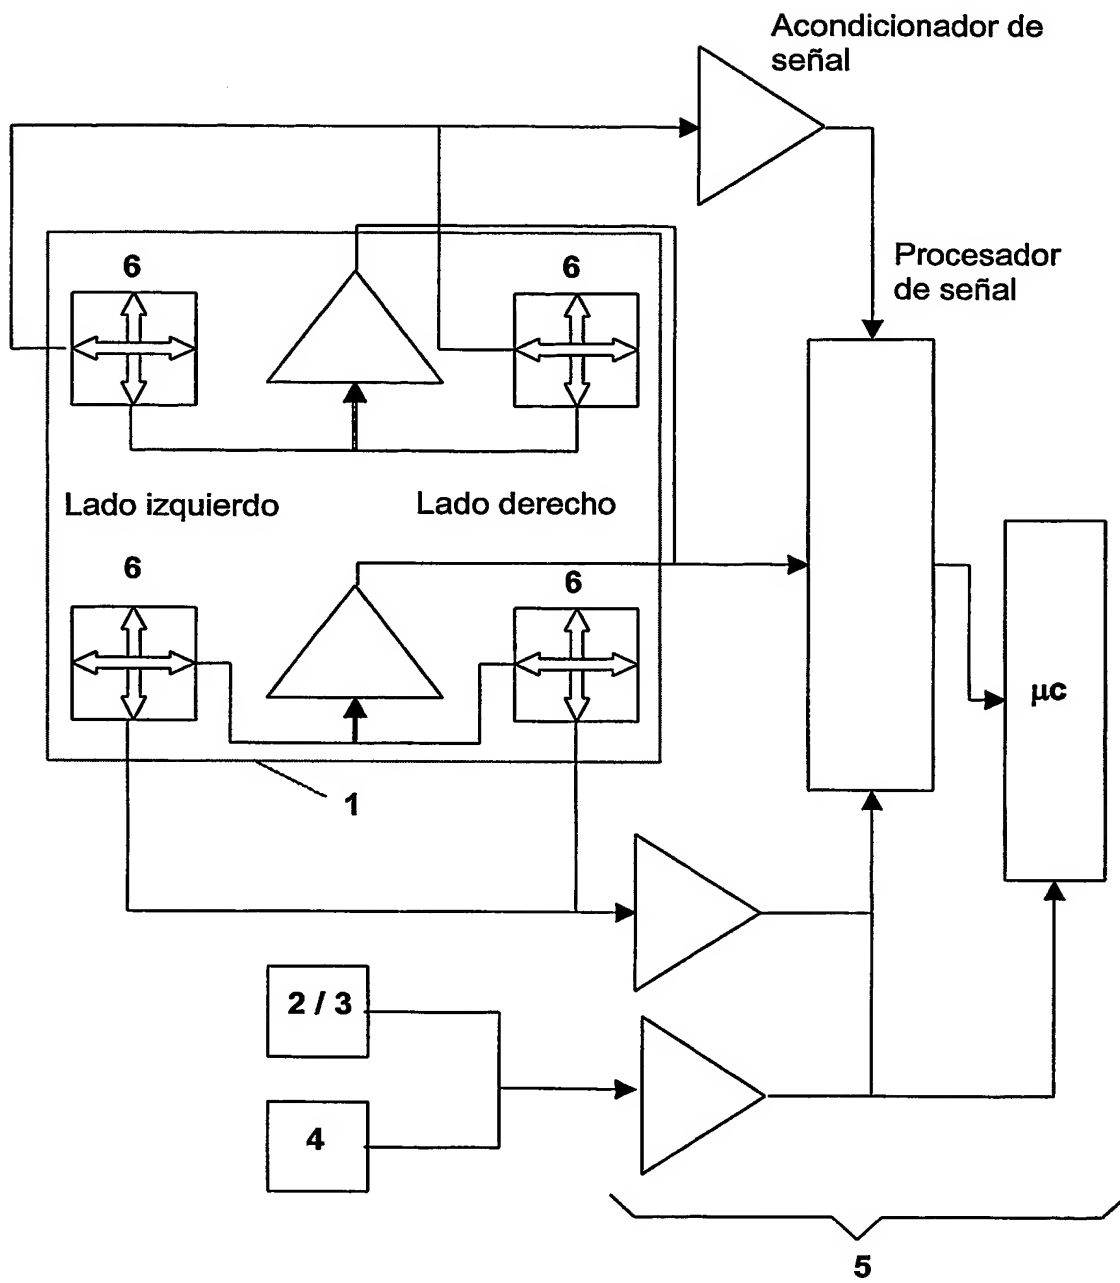 Acondicionador de
señal
Procesador
de señal
6
6
Lado izquierdo
Lado derecho
6
6
μc
1
2 / 3
4
5